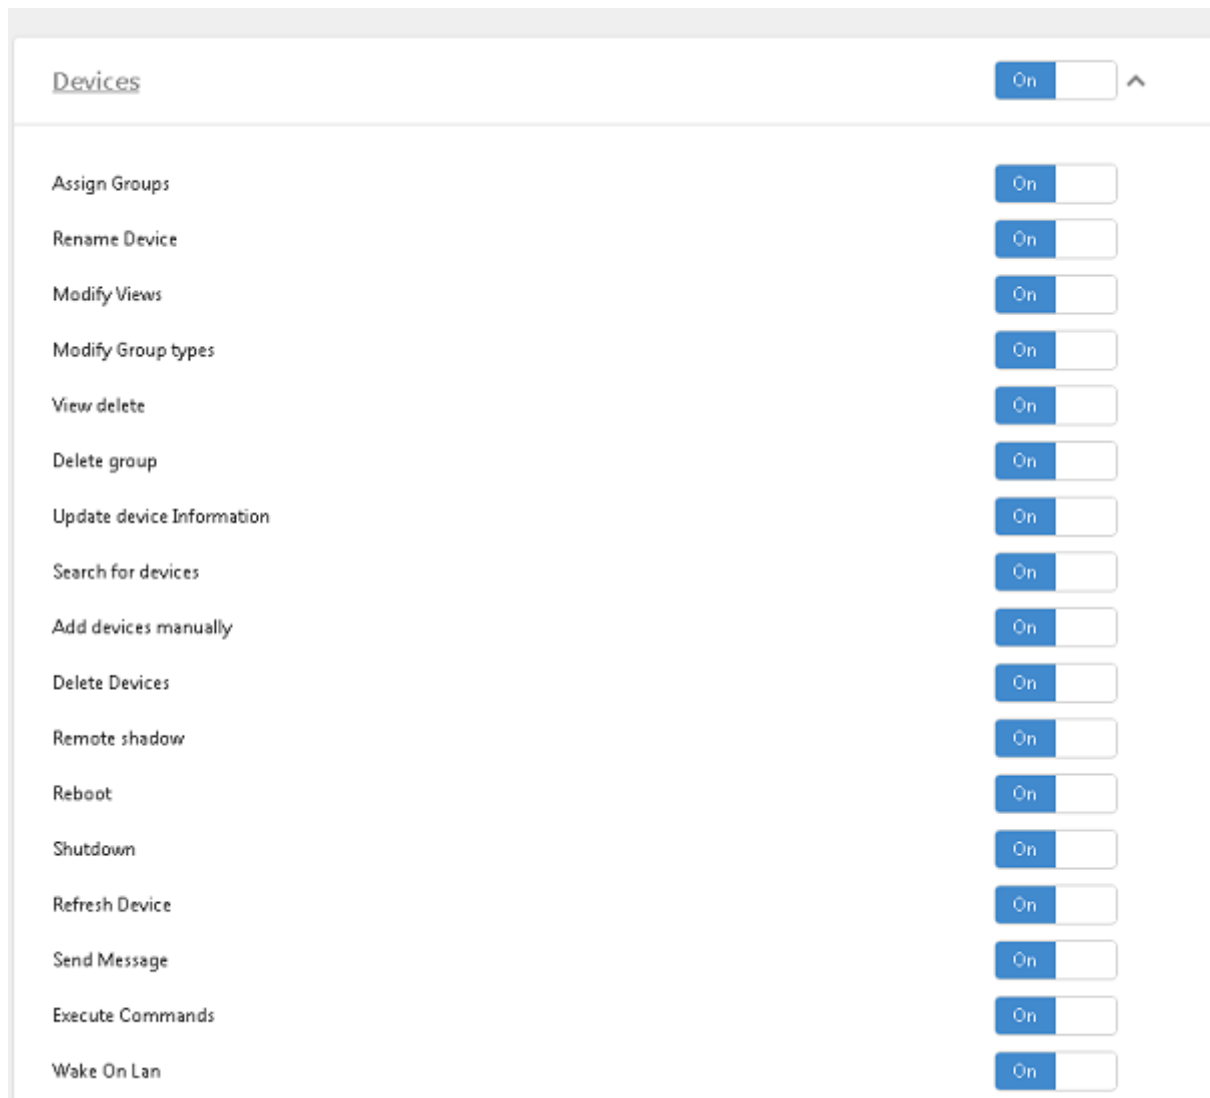 Devices On
Assign Groups On
Rename Device On
Modify Views On
Modify Group types On
View delete On
Delete group On
Update device Information On
Search for devices On
Add devices manually On
Delete Devices On
Remote shadow On
Reboot On
Shutdown On
Refresh Device On
Send Message On
Execute Commands On
Wake On Lan On